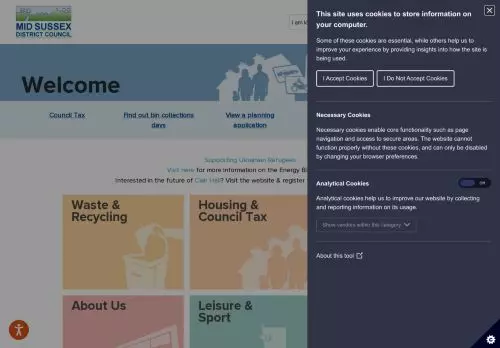 MID SUSSEX
DISTRICT COUNCIL
I am
Welcome
Council Tax
Find out bin collections
days
View a planning
application
Supporting Ukrainian Refugees
Visit here for more information on the Energy
Interested in the future of Clair Hall? Visit the website & register
Waste &
Recycling
Housing &
Council Tax
About Us
Leisure &
Sport
This site uses cookies to store information on
your computer.
Some of these cookies are essential, while others help us to
improve your experience by providing insights into how the site is
being used.
I Accept Cookies
I Do Not Accept Cookies
Necessary Cookies
Necessary cookies enable core functionality such as page
navigation and access to secure areas. The website cannot
function properly without these cookies, and can only be disabled
by changing your browser preferences.
Analytical Cookies
Off
Analytical cookies help us to improve our website by collecting
and reporting information on its usage.
Show vendors within this category
About this tool